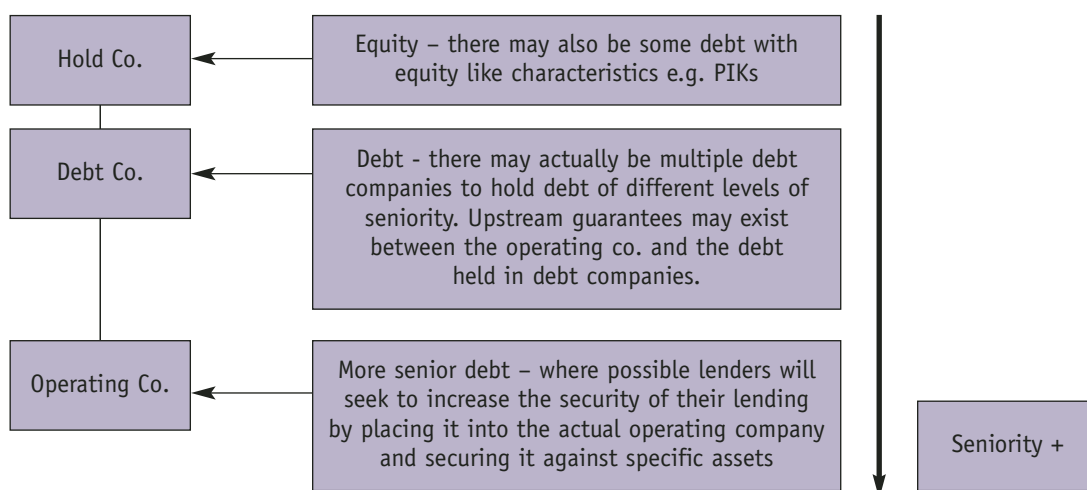 Hold Co.
Equity – there may also be some debt with
equity like characteristics e.g. PIKs
Debt Co.
Debt - there may actually be multiple debt
companies to hold debt of different levels of
seniority. Upstream guarantees may exist
between the operating co. and the debt
held in debt companies.
Operating Co.
More senior debt – where possible lenders will
seek to increase the security of their lending
by placing it into the actual operating company
and securing it against specific assets
Seniority +